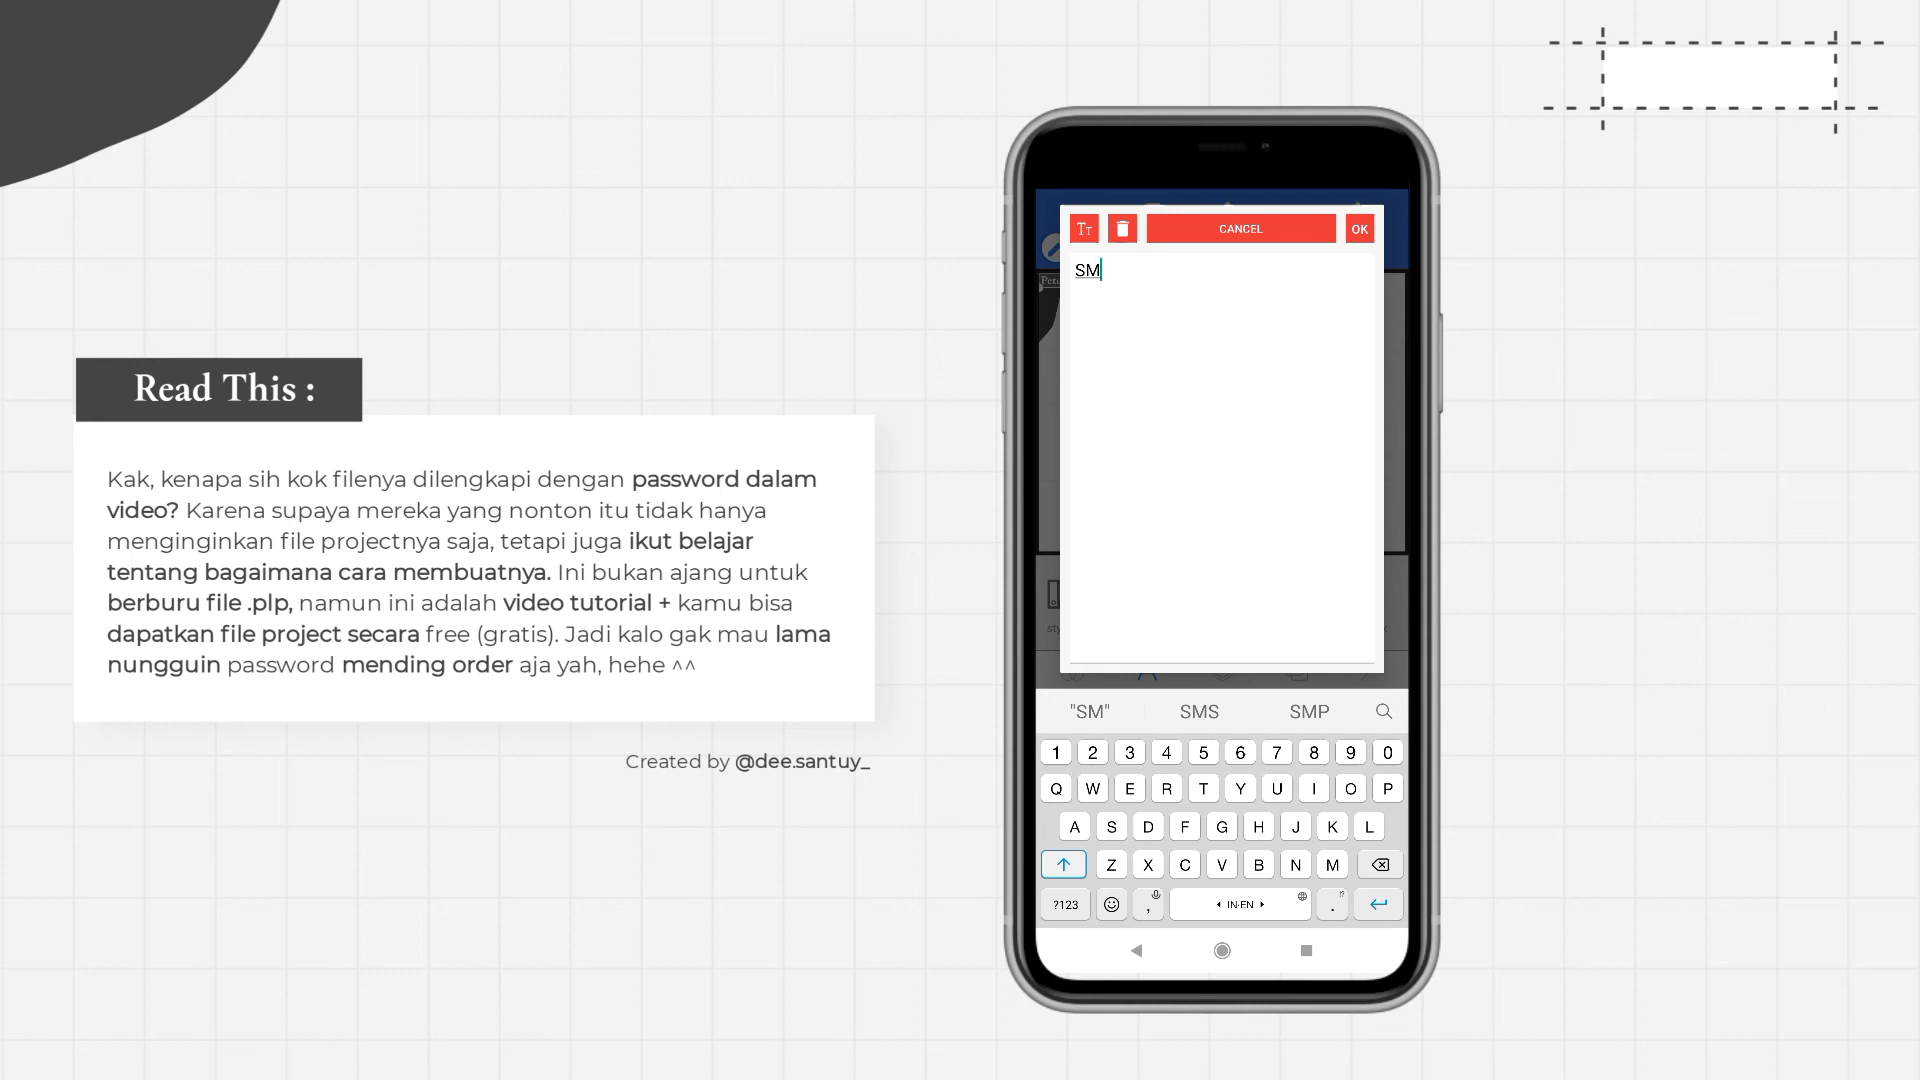 Read This :
Kak, kenapa sih kok filenya dilengkapi dengan password dalam
video? Karena supaya mereka yang nonton itu tidak hanya
menginginkan file projectnya saja, tetapi juga ikut belajar
tentang bagaimana cara membuatnya. Ini bukan ajang untuk
berburu file .plp, namun ini adalah video tutorial + kamu bisa
dapatkan file project secara free (gratis). Jadi kalo gak mau lama
nungguin password mending order aja yah, hehe ^^
Created by @dee.santuy_
TT CANCEL OK
SM
"SM" SMS SMP
1 2 3 4 5 6 7 8 9 0
Q W E R T Y U I O P
A S D F G H J K L
Z X C V B N M
?123 , IN·EN . !?